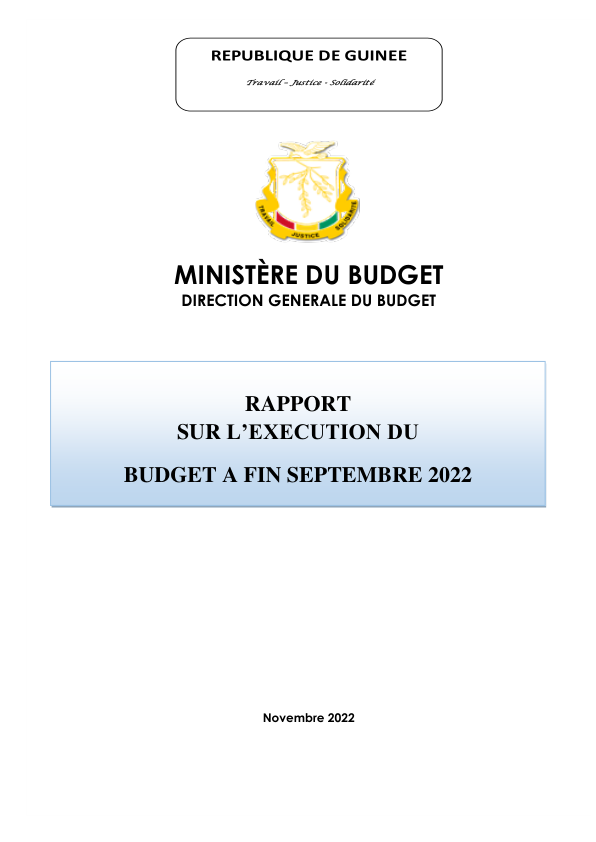 REPUBLIQUE DE GUINEE
Travail – Justice - Solidarité
TRAVAIL
JUSTICE
SOLIDARITÉ
MINISTÈRE DU BUDGET
DIRECTION GENERALE DU BUDGET
RAPPORT
SUR L'EXECUTION DU
BUDGET A FIN SEPTEMBRE 2022
Novembre 2022